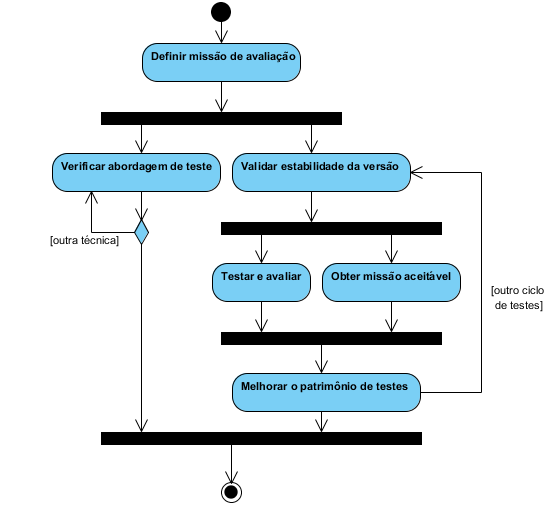 Definir missão de avaliação
Verificar abordagem de teste
Validar estabilidade da versão
[outra técnica]
Testar e avaliar
Obter missão aceitável
[outro ciclo
de testes]
Melhorar o patrimônio de testes